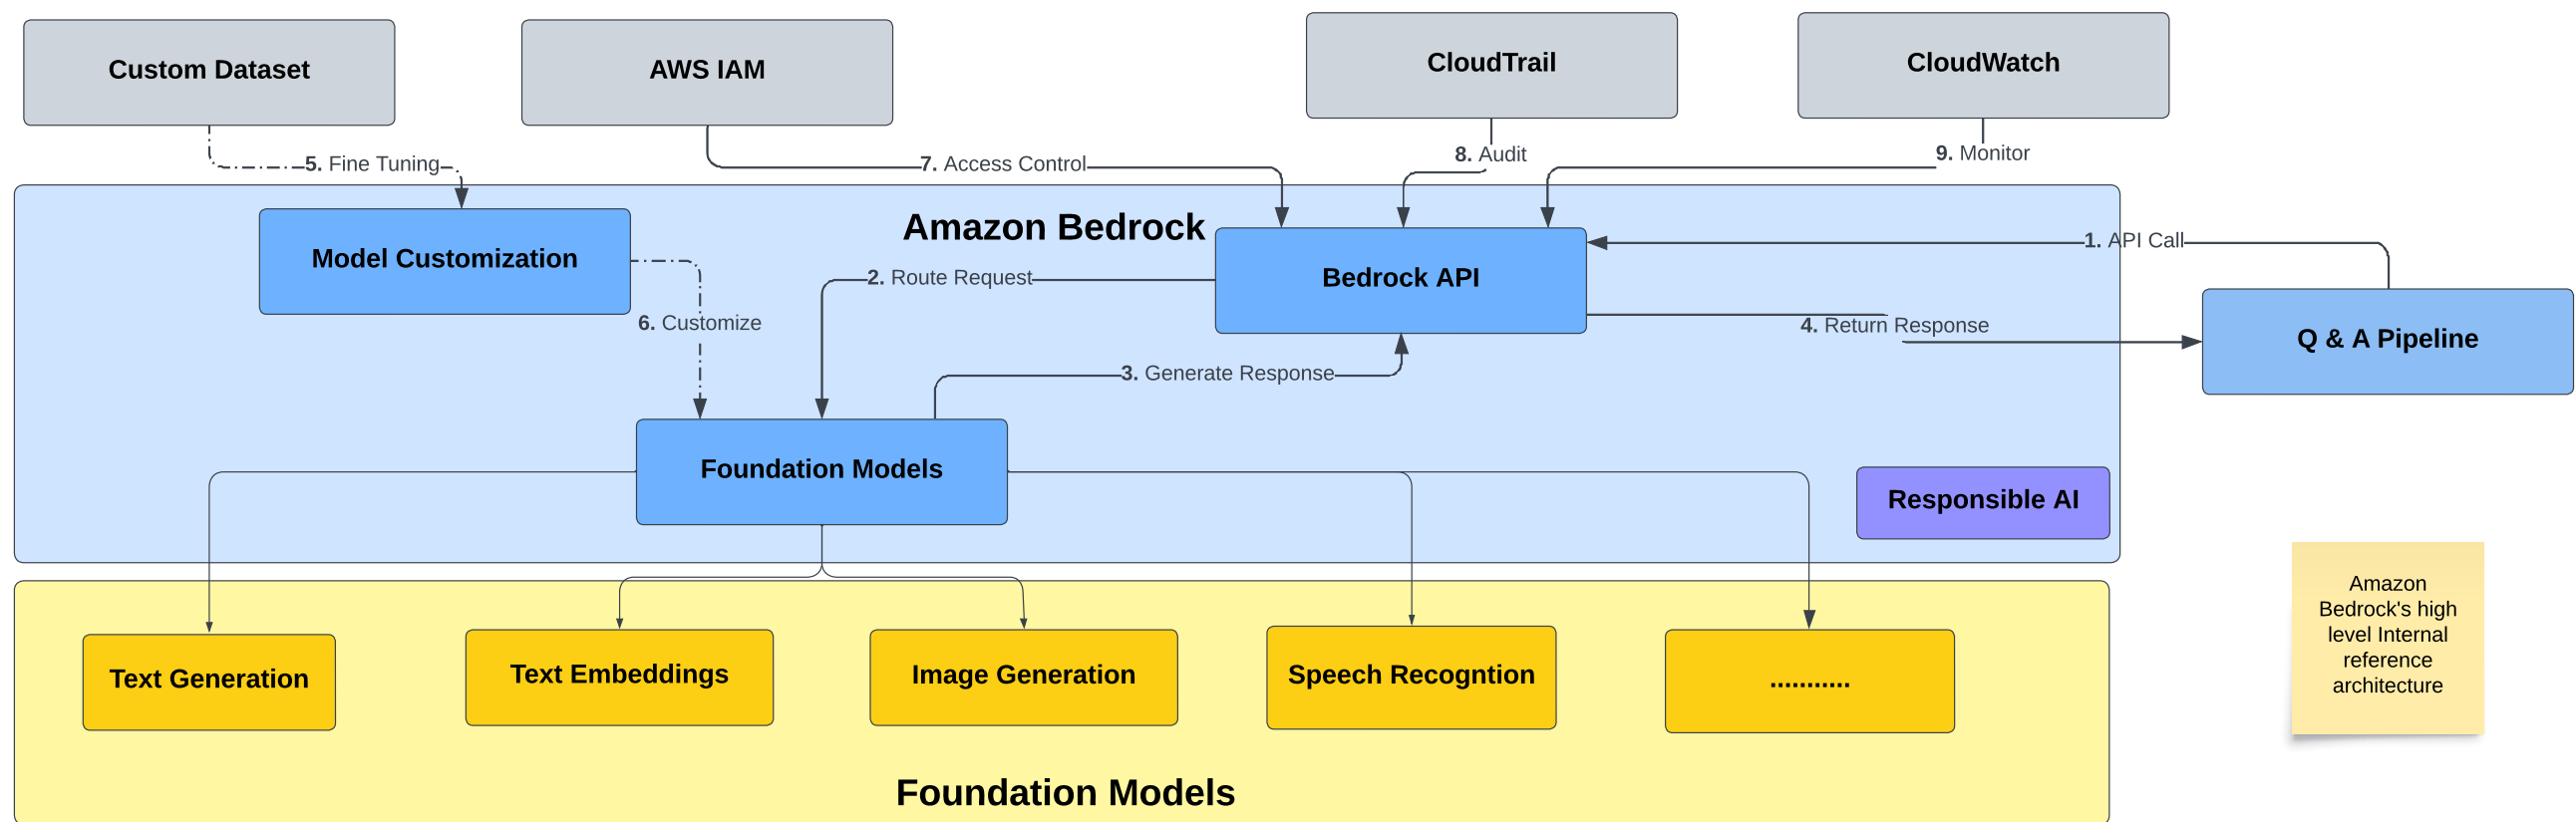 Custom Dataset
AWS IAM
CloudTrail
CloudWatch
5. Fine Tuning
7. Access Control
8. Audit
9. Monitor
Amazon Bedrock
Model Customization
Bedrock API
1. API Call
2. Route Request
6. Customize
4. Return Response
Q & A Pipeline
3. Generate Response
Foundation Models
Responsible AI
Text Generation
Text Embeddings
Image Generation
Speech Recogntion
...........
Foundation Models
Amazon
Bedrock's high
level Internal
reference
architecture